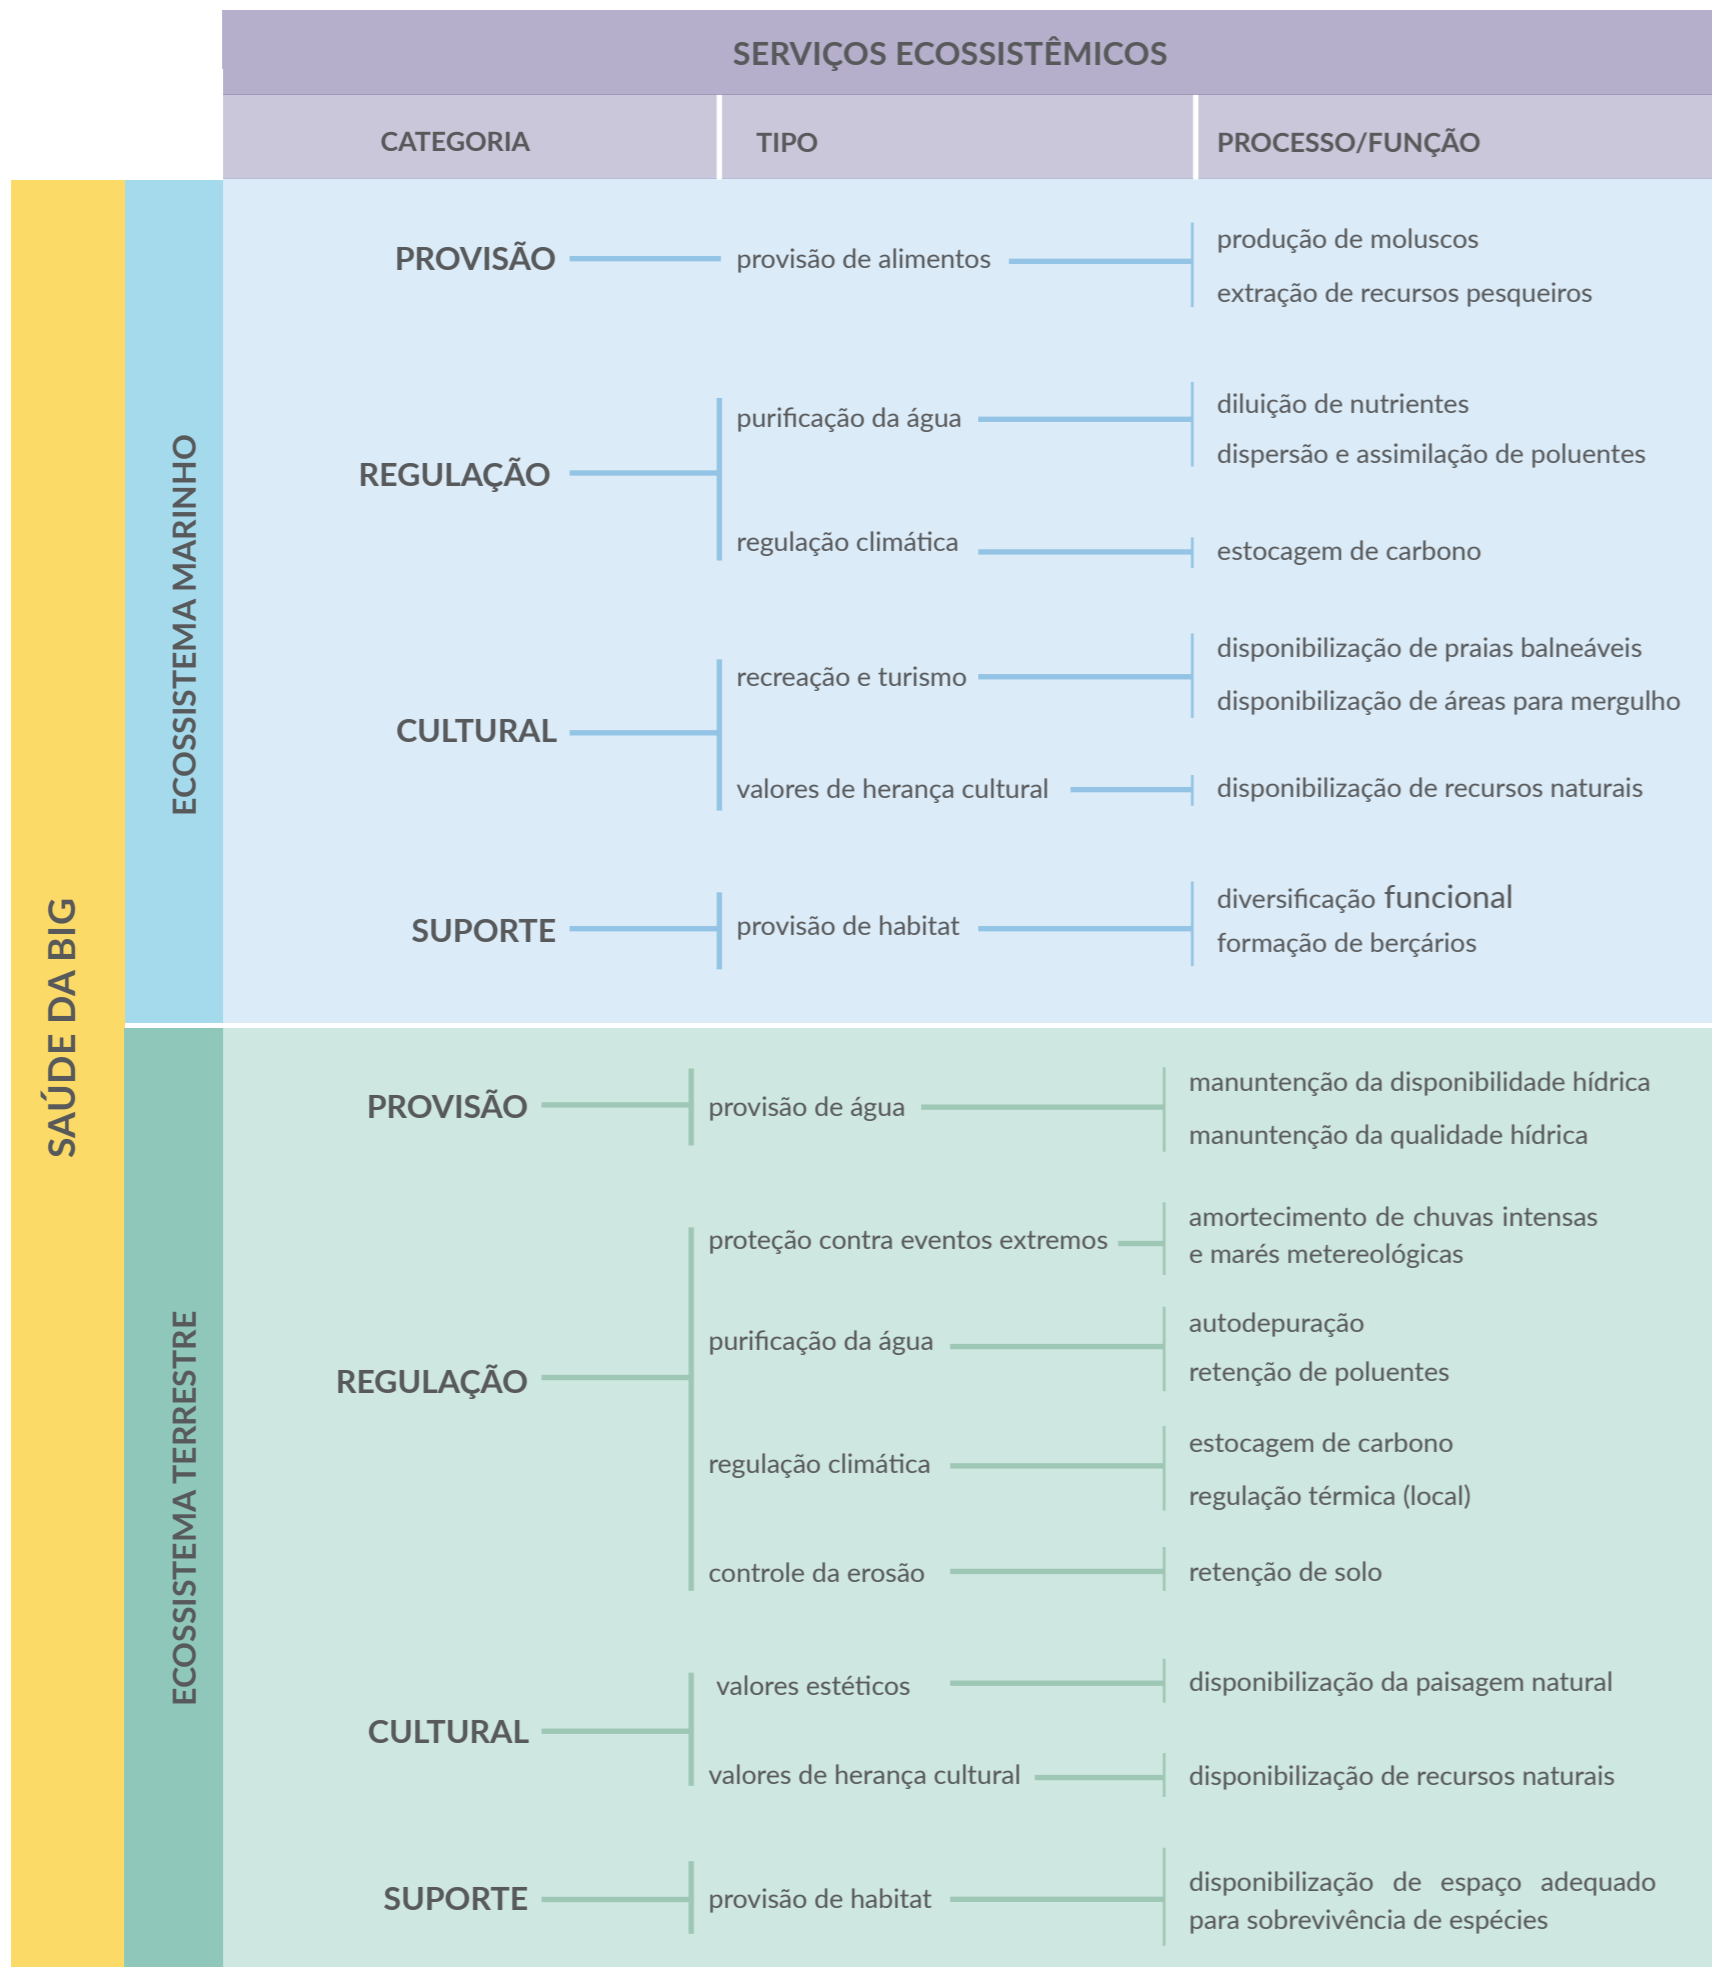 SERVIÇOS ECOSSISTÊMICOS
CATEGORIA
TIPO
PROCESSO/FUNÇÃO
SAÚDE DA BIG
ECOSSISTEMA MARINHO
PROVISÃO
provisão de alimentos
produção de moluscos
extração de recursos pesqueiros
REGULAÇÃO
purificação da água
diluição de nutrientes
dispersão e assimilação de poluentes
regulação climática
estocagem de carbono
CULTURAL
recreação e turismo
disponibilização de praias balneáveis
disponibilização de áreas para mergulho
valores de herança cultural
disponibilização de recursos naturais
SUPORTE
provisão de habitat
diversificação funcional
formação de berçários
ECOSSISTEMA TERRESTRE
PROVISÃO
provisão de água
manuntenção da disponibilidade hídrica
manuntenção da qualidade hídrica
REGULAÇÃO
proteção contra eventos extremos
amortecimento de chuvas intensas
e marés metereológicas
purificação da água
autodepuração
retenção de poluentes
regulação climática
estocagem de carbono
regulação térmica (local)
controle da erosão
retenção de solo
CULTURAL
valores estéticos
disponibilização da paisagem natural
valores de herança cultural
disponibilização de recursos naturais
SUPORTE
provisão de habitat
disponibilização de espaço adequado
para sobrevivência de espécies